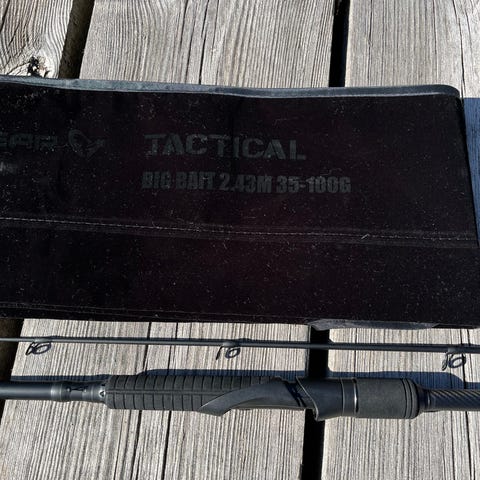 TACTICAL
BIG BAIT 2.43M 35-100G